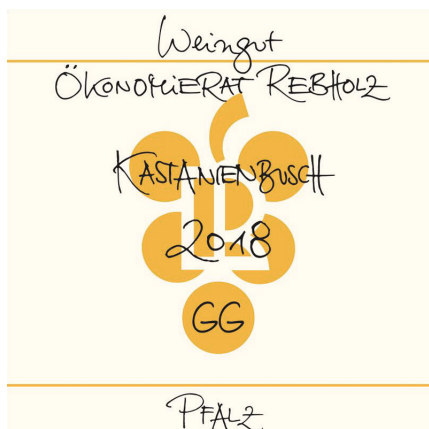 Weingut
ÖKONOMIERAT REBHOLZ
KASTANIENBUSCH
2018
GG
PFALZ